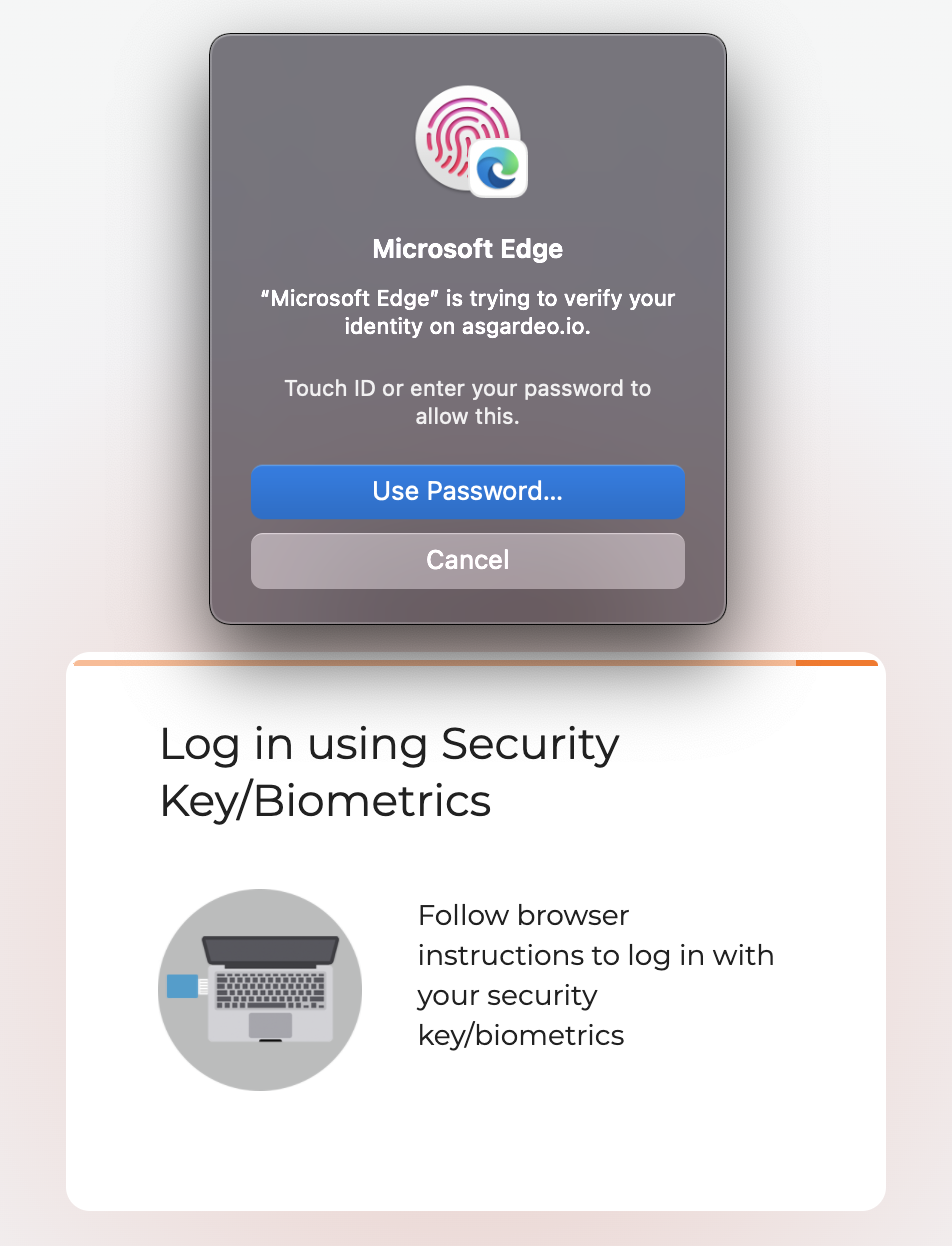 Microsoft Edge
“Microsoft Edge” is trying to verify your
identity on asgardeo.io.
Touch ID or enter your password to
allow this.
Use Password...
Cancel
Log in using Security
Key/Biometrics
Follow browser
instructions to log in with
your security
key/biometrics